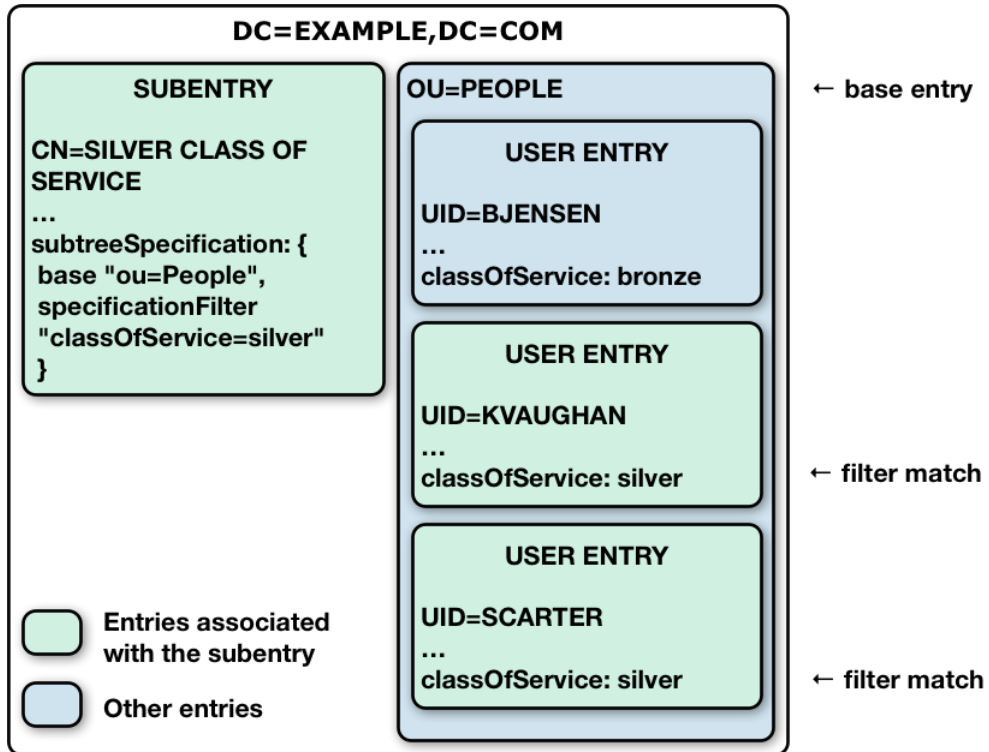 DC=EXAMPLE,DC=COM
SUBENTRY
CN=SILVER CLASS OF
SERVICE
...
subtreeSpecification: {
base "ou=People",
specificationFilter
"classOfService=silver"
}
OU=PEOPLE
← base entry
USER ENTRY
UID=BJENSEN
...
classOfService: bronze
USER ENTRY
UID=KVAUGHAN
...
classOfService: silver
← filter match
USER ENTRY
UID=SCARTER
...
classOfService: silver
← filter match
Entries associated
with the subentry
Other entries